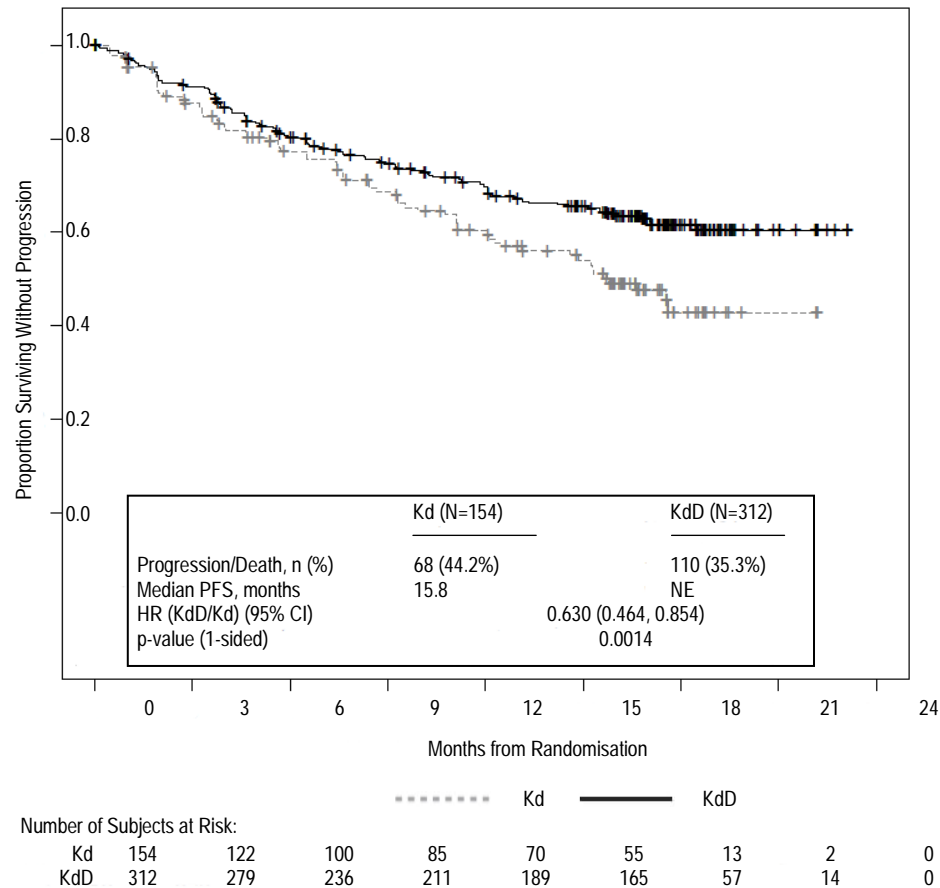 Proportion Surviving Without Progression
1.0
0.8
0.6
0.4
0.2
0.0
Kd (N=154) KdD (N=312)
Progression/Death, n (%) 68 (44.2%) 110 (35.3%)
Median PFS, months 15.8 NE
HR (KdD/Kd) (95% CI) 0.630 (0.464, 0.854)
p-value (1-sided) 0.0014
0 3 6 9 12 15 18 21 24
Months from Randomisation
Kd KdD
Number of Subjects at Risk:
Kd 154 122 100 85 70 55 13 2 0
KdD 312 279 236 211 189 165 57 14 0